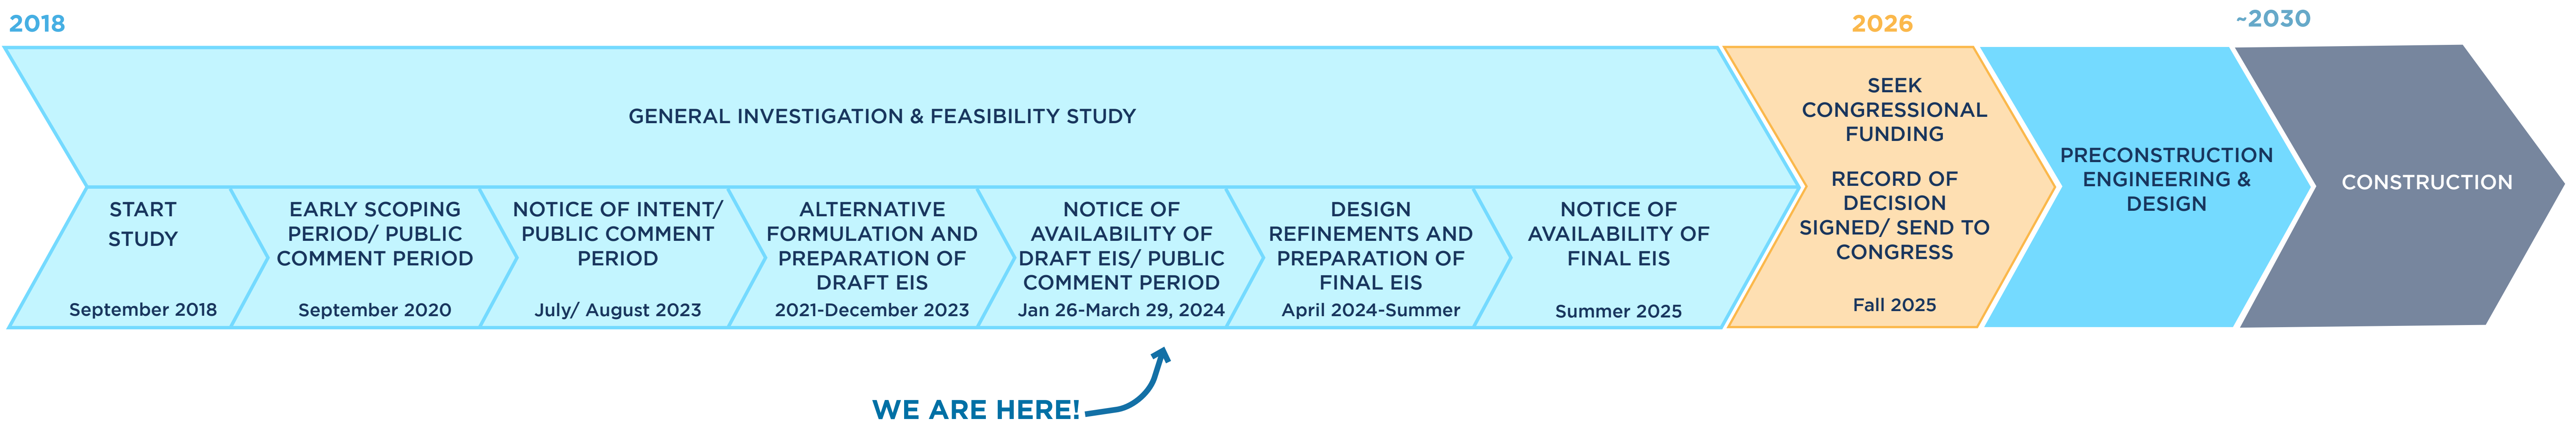 2018
2026
~2030
GENERAL INVESTIGATION & FEASIBILITY STUDY
START
STUDY
September 2018
EARLY SCOPING
PERIOD/ PUBLIC
COMMENT PERIOD
September 2020
NOTICE OF INTENT/
PUBLIC COMMENT
PERIOD
July/ August 2023
ALTERNATIVE
FORMULATION AND
PREPARATION OF
DRAFT EIS
2021-December 2023
NOTICE OF
AVAILABILITY OF
DRAFT EIS/ PUBLIC
COMMENT PERIOD
Jan 26-March 29, 2024
DESIGN
REFINEMENTS AND
PREPARATION OF
FINAL EIS
April 2024-Summer
NOTICE OF
AVAILABILITY OF
FINAL EIS
Summer 2025
SEEK
CONGRESSIONAL
FUNDING
RECORD OF
DECISION
SIGNED/ SEND TO
CONGRESS
Fall 2025
PRECONSTRUCTION
ENGINEERING &
DESIGN
CONSTRUCTION
WE ARE HERE!